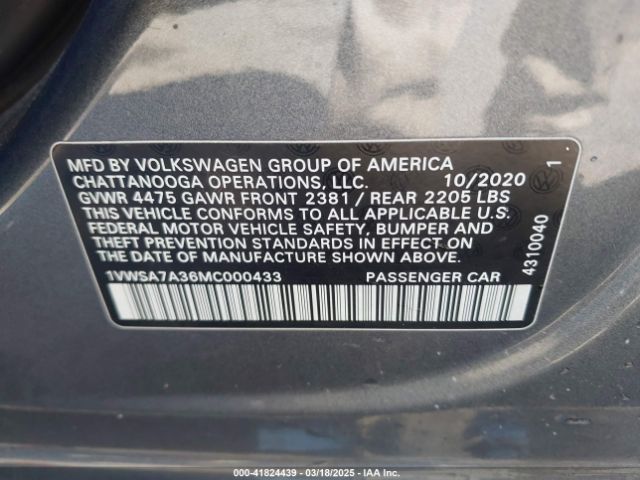 MFD BY VOLKSWAGEN GROUP OF AMERICA
CHATTANOOGA OPERATIONS, LLC. 10/2020
GVWR 4475 GAWR FRONT 2381 / REAR 2205 LBS
THIS VEHICLE CONFORMS TO ALL APPLICABLE U.S.
FEDERAL MOTOR VEHICLE SAFETY, BUMPER AND
THEFT PREVENTION STANDARDS IN EFFECT ON
THE DATE OF MANUFACTURE SHOWN ABOVE.
1VWSA7A36MC000433 PASSENGER CAR
4310040 1
000-41824439 - 03/18/2025 - IAAI.COM